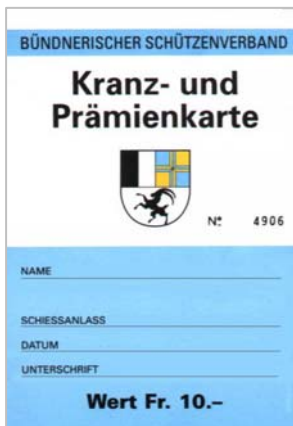 BÜNDNERISCHER SCHÜTZENVERBAND
Kranz- und
Prämienkarte
Nº 4906
NAME
SCHIESSANLASS
DATUM
UNTERSCHRIFT
Wert Fr. 10.–